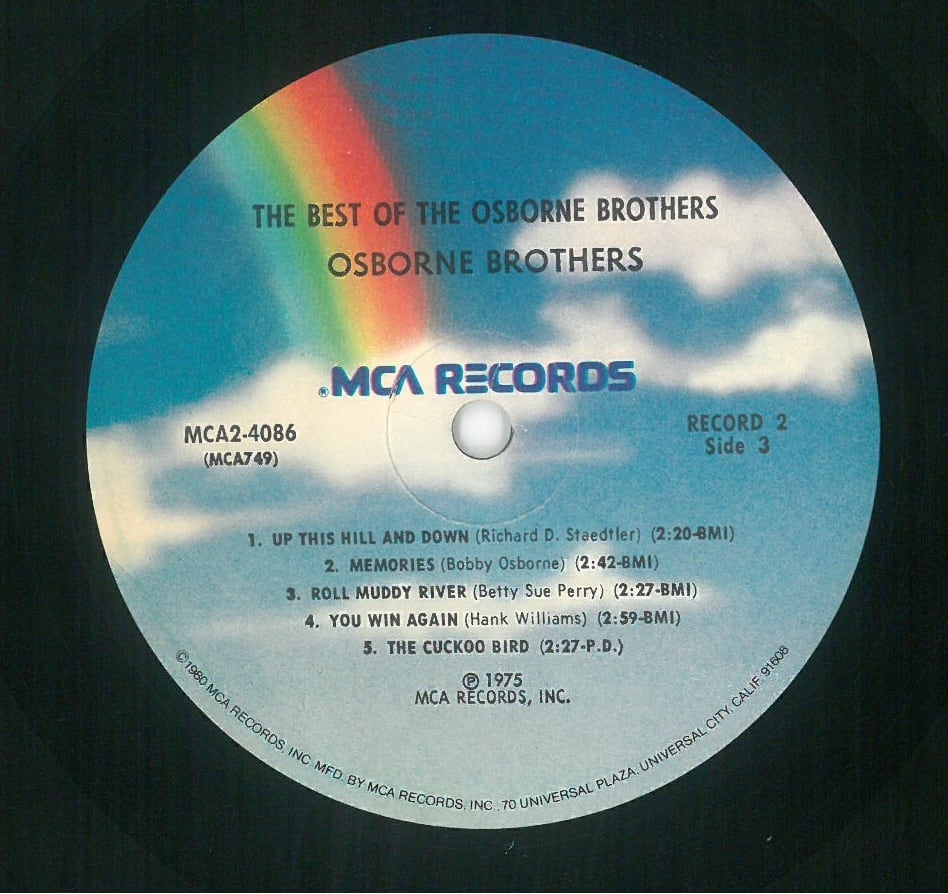 THE BEST OF THE OSBORNE BROTHERS
OSBORNE BROTHERS
®MCA RECORDS
MCA2-4086
(MCA749)
RECORD 2
Side 3
1. UP THIS HILL AND DOWN (Richard D. Staedtler) (2:20-BMI)
2. MEMORIES (Bobby Osborne) (2:42-BMI)
3. ROLL MUDDY RIVER (Betty Sue Perry) (2:27-BMI)
4. YOU WIN AGAIN (Hank Williams) (2:59-BMI)
5. THE CUCKOO BIRD (2:27-P.D.)
℗ 1975
MCA RECORDS, INC.
©1980 MCA RECORDS, INC. MFD. BY MCA RECORDS, INC., 70 UNIVERSAL PLAZA, UNIVERSAL CITY, CALIF. 91608